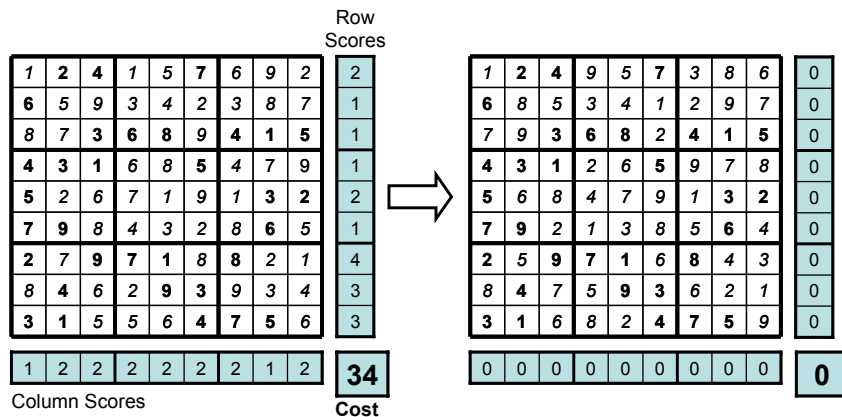 Row
Scores
1 2 4 1 5 7 6 9 2 2 1 2 4 9 5 7 3 8 6 0
6 5 9 3 4 2 3 8 7 1 6 8 5 3 4 1 2 9 7 0
8 7 3 6 8 9 4 1 5 1 7 9 3 6 8 2 4 1 5 0
4 3 1 6 8 5 4 7 9 1 4 3 1 2 6 5 9 7 8 0
5 2 6 7 1 9 1 3 2 2 5 6 8 4 7 9 1 3 2 0
7 9 8 4 3 2 8 6 5 1 7 9 2 1 3 8 5 6 4 0
2 7 9 7 1 8 8 2 1 4 2 5 9 7 1 6 8 4 3 0
8 4 6 2 9 3 9 3 4 3 8 4 7 5 9 3 6 2 1 0
3 1 5 5 6 4 7 5 6 3 3 1 6 8 2 4 7 5 9 0
1 2 2 2 2 2 2 1 2 34 0 0 0 0 0 0 0 0 0 0
Column Scores Cost